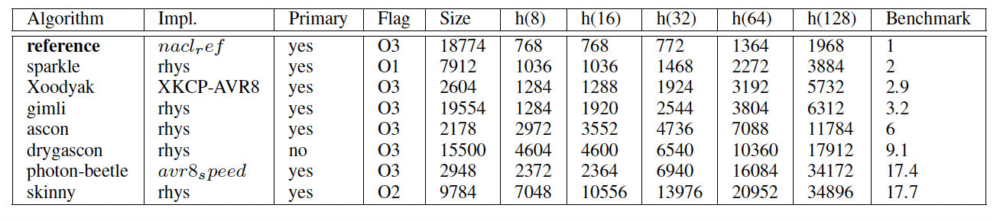 Algorithm Impl. Primary Flag Size h(8) h(16) h(32) h(64) h(128) Benchmark
reference nacl_ref yes O3 18774 768 768 772 1364 1968 1
sparkle rhys yes O1 7912 1036 1036 1468 2272 3884 2
Xoodyak XKCP-AVR8 yes O3 2604 1284 1288 1924 3192 5732 2.9
gimli rhys yes O3 19554 1284 1920 2544 3804 6312 3.2
ascon rhys yes O3 2178 2972 3552 4736 7088 11784 6
drygascon rhys no O3 15500 4604 4600 6540 10360 17912 9.1
photon-beetle avr8_speed yes O3 2948 2372 2364 6940 16084 34172 17.4
skinny rhys yes O2 9784 7048 10556 13976 20952 34896 17.7